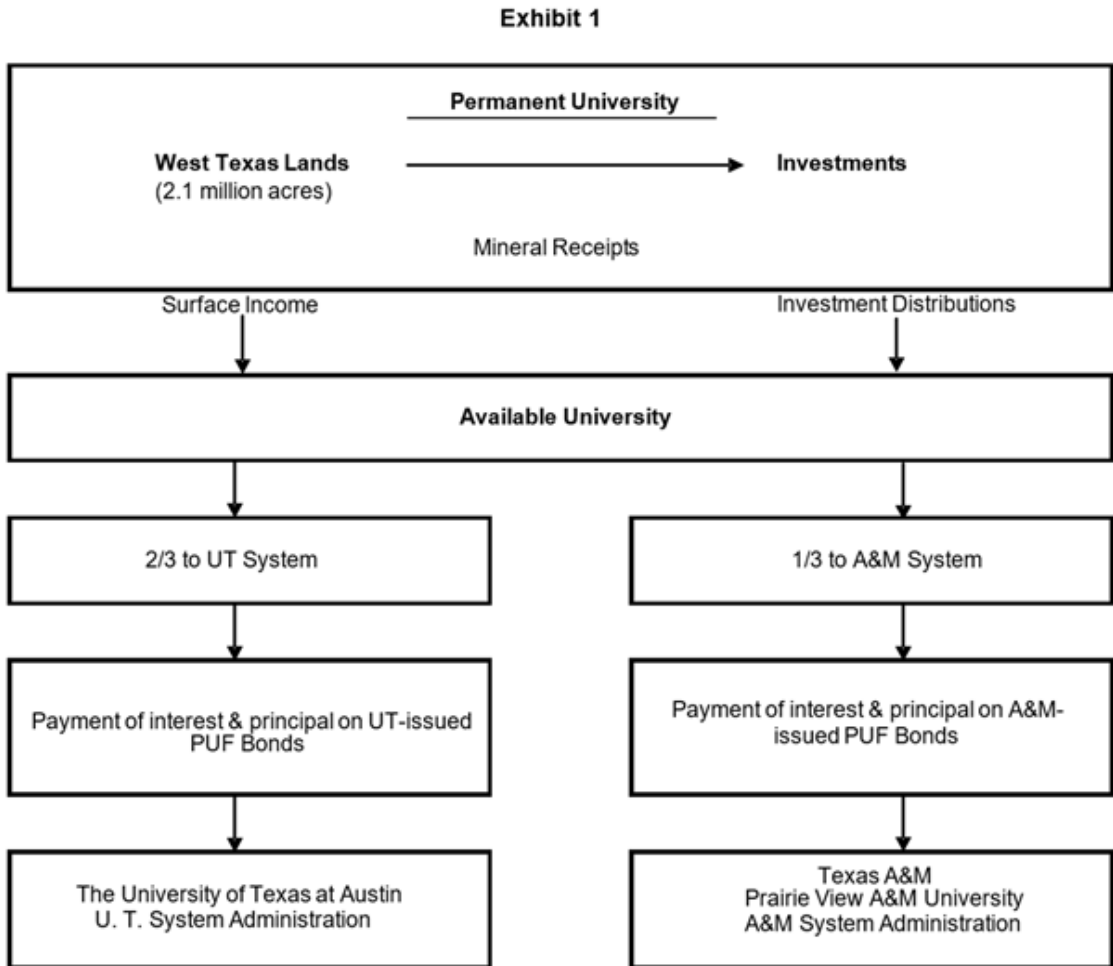 Exhibit 1
Permanent University
West Texas Lands
(2.1 million acres)
Investments
Mineral Receipts
Surface Income
Investment Distributions
Available University
2/3 to UT System
1/3 to A&M System
Payment of interest & principal on UT-issued
PUF Bonds
Payment of interest & principal on A&M-
issued PUF Bonds
The University of Texas at Austin
U. T. System Administration
Texas A&M
Prairie View A&M University
A&M System Administration